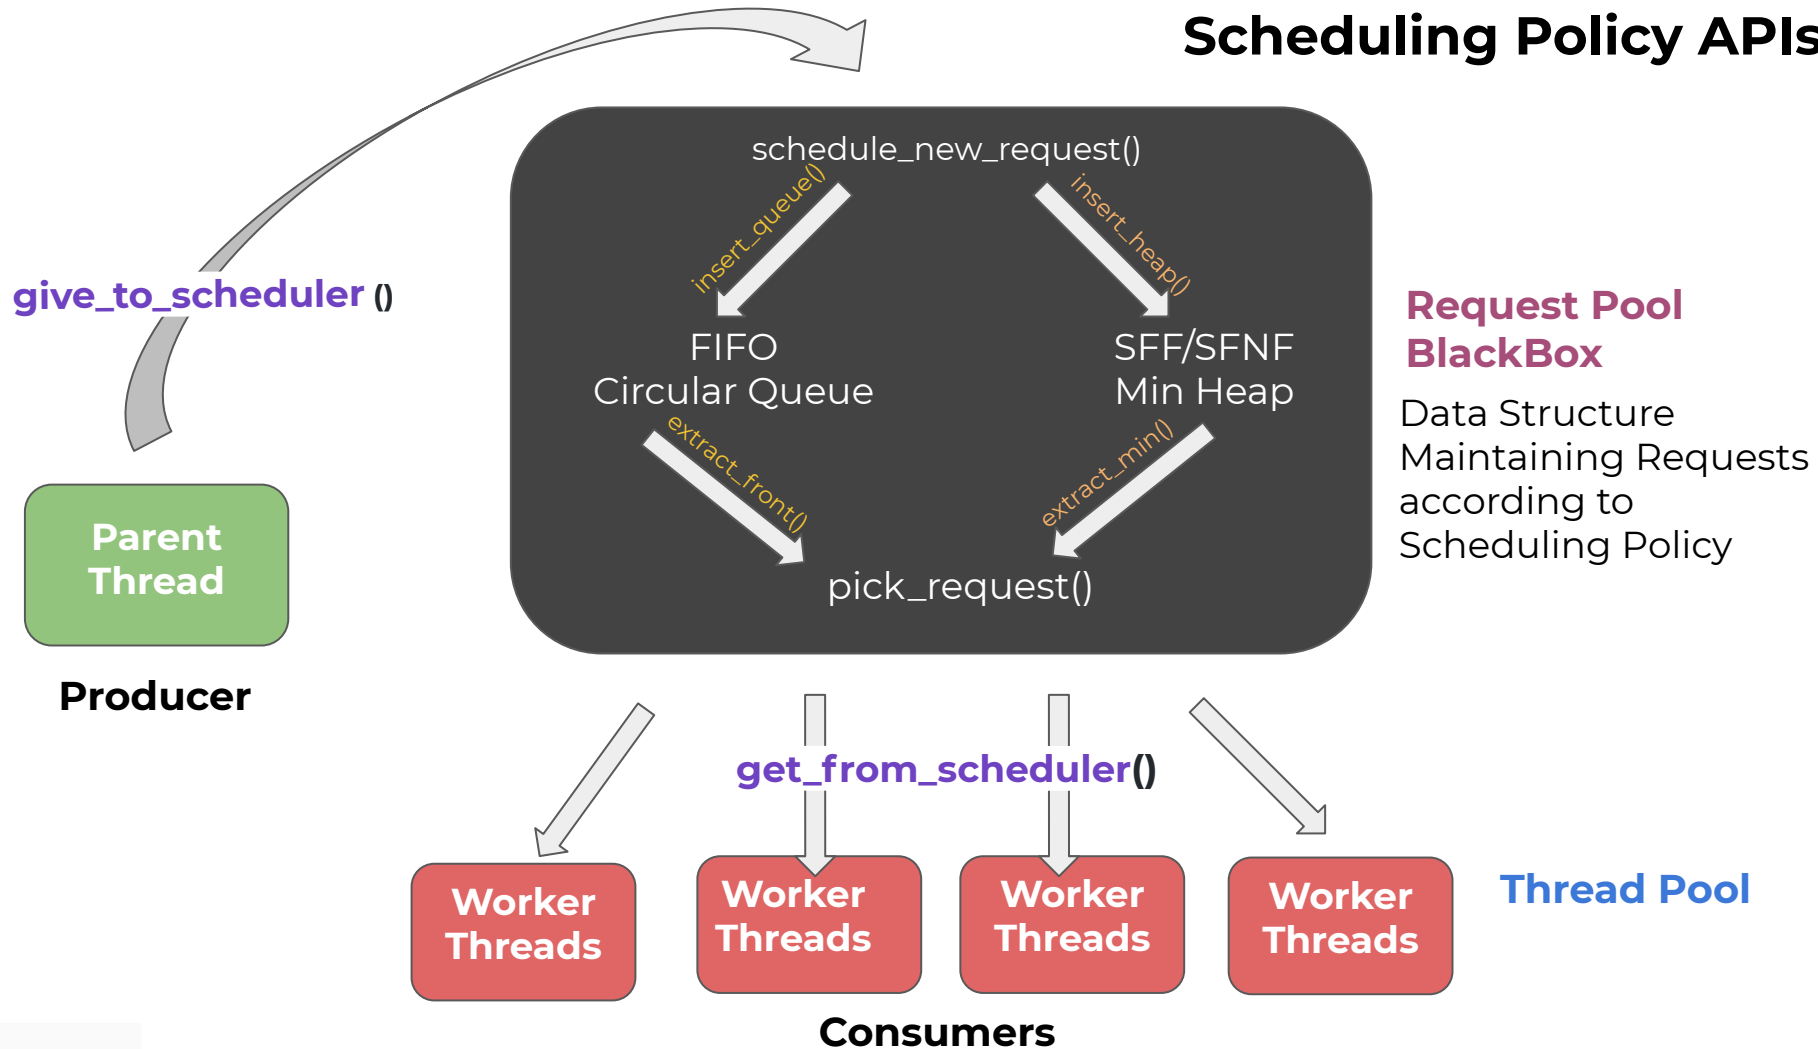 Scheduling Policy APIs
schedule_new_request()
insert_queue()
insert_heap()
give_to_scheduler ()
FIFO
Circular Queue
SFF/SFNF
Min Heap
Request Pool
BlackBox
Data Structure
Maintaining Requests
according to
Scheduling Policy
extract_front()
extract_min()
pick_request()
Parent
Thread
Producer
get_from_scheduler()
Worker
Threads
Worker
Threads
Worker
Threads
Worker
Threads
Thread Pool
Consumers